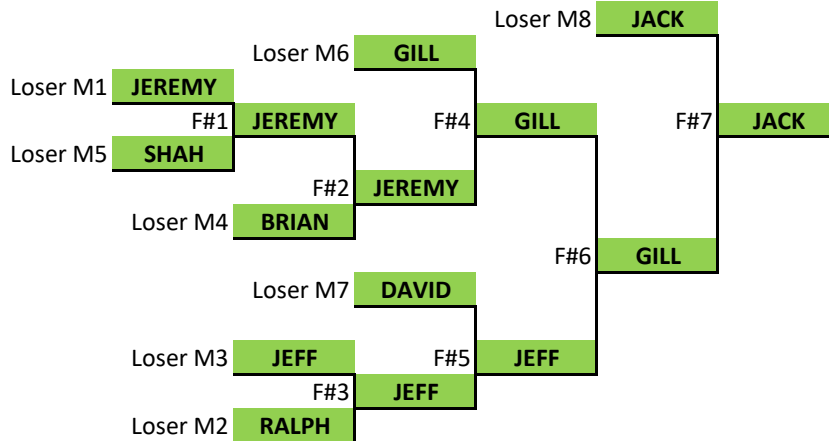 Loser M8 JACK
Loser M6 GILL
Loser M1 JEREMY
F#1 JEREMY F#4 GILL F#7 JACK
Loser M5 SHAH
F#2 JEREMY
Loser M4 BRIAN
F#6 GILL
Loser M7 DAVID
Loser M3 JEFF F#5 JEFF
F#3 JEFF
Loser M2 RALPH